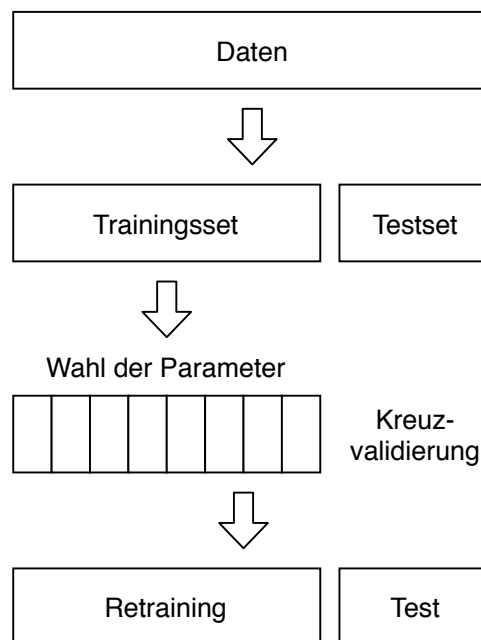 Daten
Trainingsset
Testset
Wahl der Parameter
Kreuz-
validierung
Retraining
Test